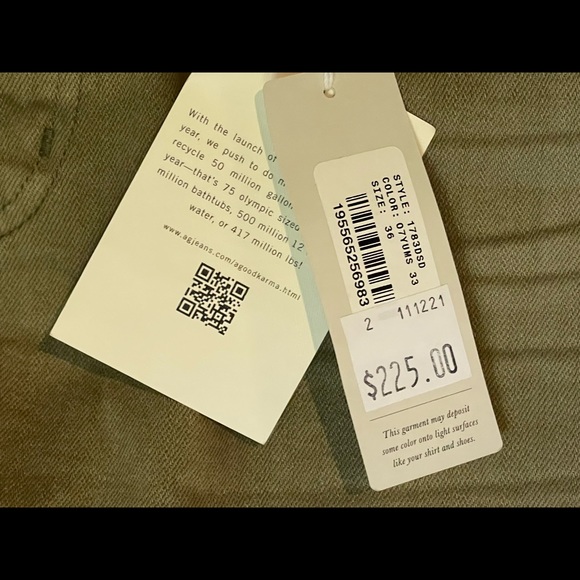 With the launch of
year, we push to do
recycle 50 million
year—that's 75 olympic sized
million bathtubs, 500 million 12
water, or 417 million lbs!
www.agjeans.com/agoodkarma.html
STYLE: 1783DSD
COLOR: 07YUMS 33
SIZE: 36
195565256983
2 111221
$225.00
This garment may deposit
some color onto light surfaces
like your shirt and shoes.